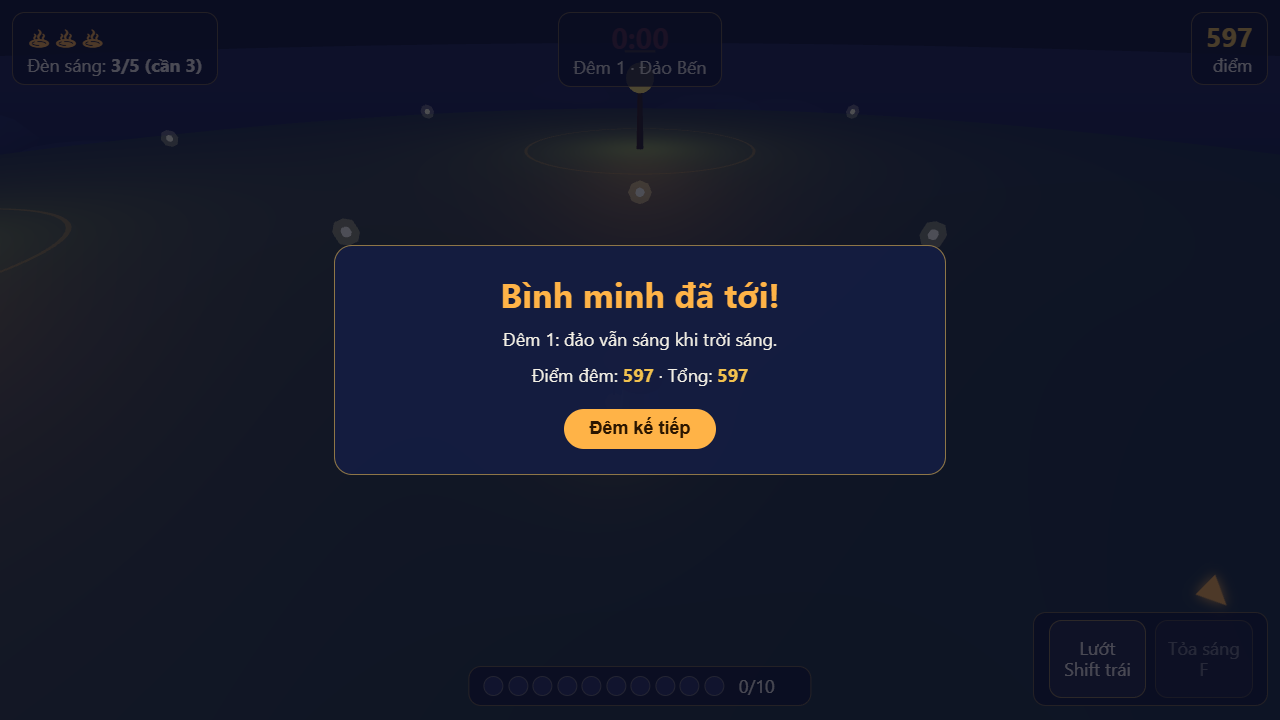 Đèn sáng: 3/5 (cần 3)
0:00
Đêm 1 · Đảo Bến
597
điểm
Bình minh đã tới!
Đêm 1: đảo vẫn sáng khi trời sáng.
Điểm đêm: 597 · Tổng: 597
Đêm kế tiếp
Lướt
Shift trái
Tỏa sáng
F
0/10